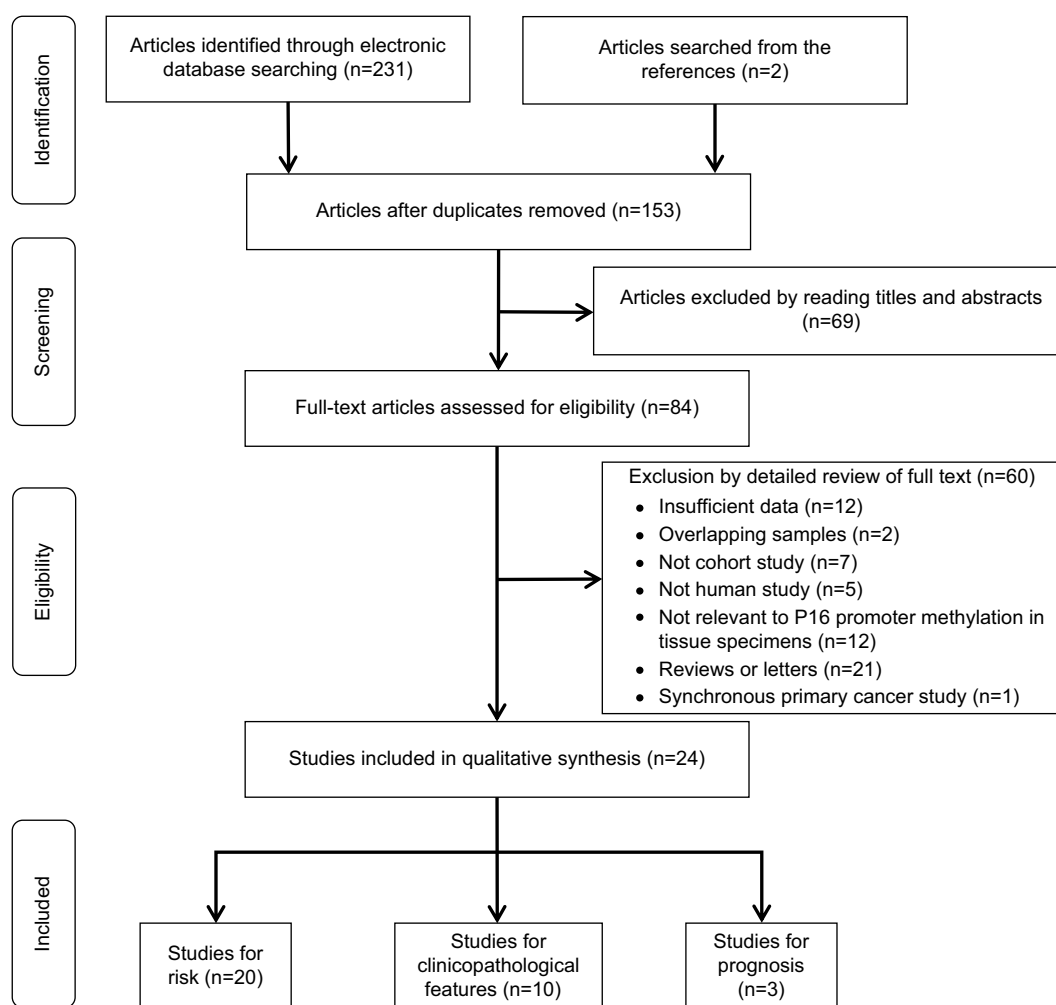 Identification
Articles identified through electronic
database searching (n=231)
Articles searched from the
references (n=2)
Articles after duplicates removed (n=153)
Screening
Articles excluded by reading titles and abstracts
(n=69)
Full-text articles assessed for eligibility (n=84)
Eligibility
Exclusion by detailed review of full text (n=60)
• Insufficient data (n=12)
• Overlapping samples (n=2)
• Not cohort study (n=7)
• Not human study (n=5)
• Not relevant to P16 promoter methylation in
tissue specimens (n=12)
• Reviews or letters (n=21)
• Synchronous primary cancer study (n=1)
Studies included in qualitative synthesis (n=24)
Included
Studies for
risk (n=20)
Studies for
clinicopathological
features (n=10)
Studies for
prognosis
(n=3)